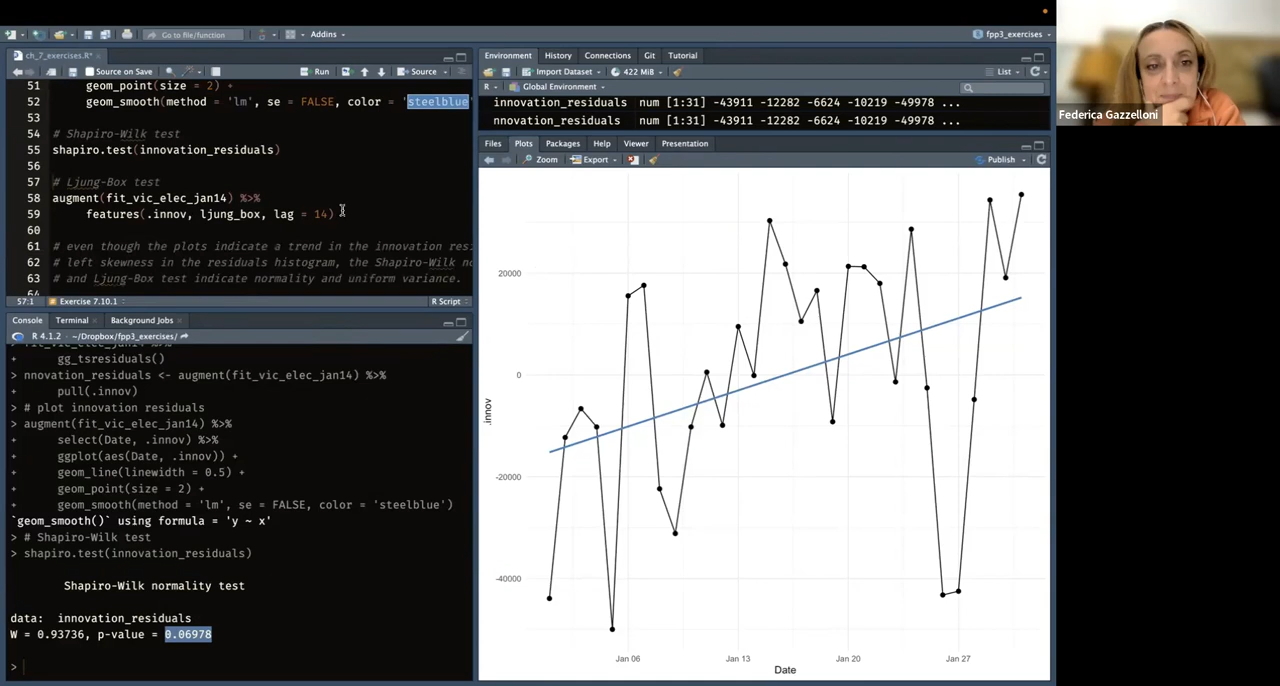 Go to file/function
Addins
fpp3_exercises
ch_7_exercises.R*
Source on Save
Run
Source
51 geom_point(size = 2) +
52 geom_smooth(method = 'lm', se = FALSE, color = 'steelblue'
53
54 # Shapiro-Wilk test
55 shapiro.test(innovation_residuals)
56
57 # Ljung-Box test
58 augment(fit_vic_elec_jan14) %>%
59 features(.innov, ljung_box, lag = 14)
60
61 # even though the plots indicate a trend in the innovation resi
62 # left skewness in the residuals histogram, the Shapiro-Wilk no
63 # and Ljung-Box test indicate normality and uniform variance.
64
57:1 Exercise 7.10.1 R Script
Console Terminal Background Jobs
R 4.1.2 · ~/Dropbox/fpp3_exercises/
+ gg_tsresiduals()
> nnovation_residuals <- augment(fit_vic_elec_jan14) %>%
+ pull(.innov)
> # plot innovation residuals
> augment(fit_vic_elec_jan14) %>%
+ select(Date, .innov) %>%
+ ggplot(aes(Date, .innov)) +
+ geom_line(linewidth = 0.5) +
+ geom_point(size = 2) +
+ geom_smooth(method = 'lm', se = FALSE, color = 'steelblue')
`geom_smooth()` using formula = 'y ~ x'
> # Shapiro-Wilk test
> shapiro.test(innovation_residuals)
Shapiro-Wilk normality test
data: innovation_residuals
W = 0.93736, p-value = 0.06978
>
Environment History Connections Git Tutorial
Import Dataset
422 MiB
List
R
Global Environment
innovation_residuals num [1:31] -43911 -12282 -6624 -10219 -49978 ...
nnovation_residuals num [1:31] -43911 -12282 -6624 -10219 -49978 ...
Files Plots Packages Help Viewer Presentation
Zoom
Export
Publish
.innov
20000
0
-20000
-40000
Jan 06
Jan 13
Jan 20
Jan 27
Date
Federica Gazzelloni